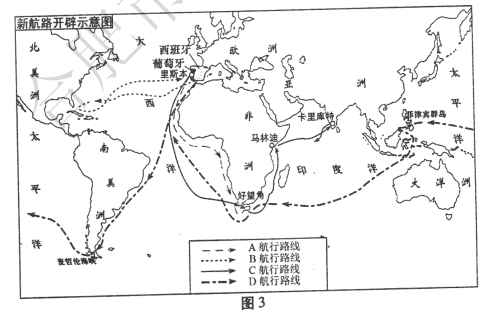 新航路开辟示意图
北美洲
大西洋
西班牙
葡萄牙
里斯本
欧洲
亚洲
太平洋
非洲
卡里库特
马林迪
菲律宾群岛
太平洋
南美洲
印度洋
好望角
大洋洲
麦哲伦海峡
A 航行路线
B 航行路线
C 航行路线
D 航行路线
图3